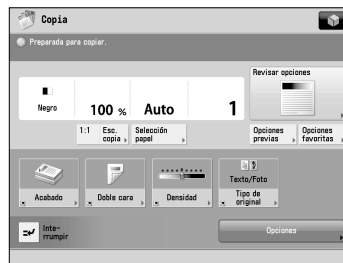 Copia
Preparada para copiar.
Revisar opciones
Negro
100 %
Auto
1
1:1
Esc.
copia
Selección
papel
Opciones
previas
Opciones
favoritas
Texto/Foto
Acabado
Doble cara
Densidad
Tipo de
original
Inte-
rrumpir
Opciones